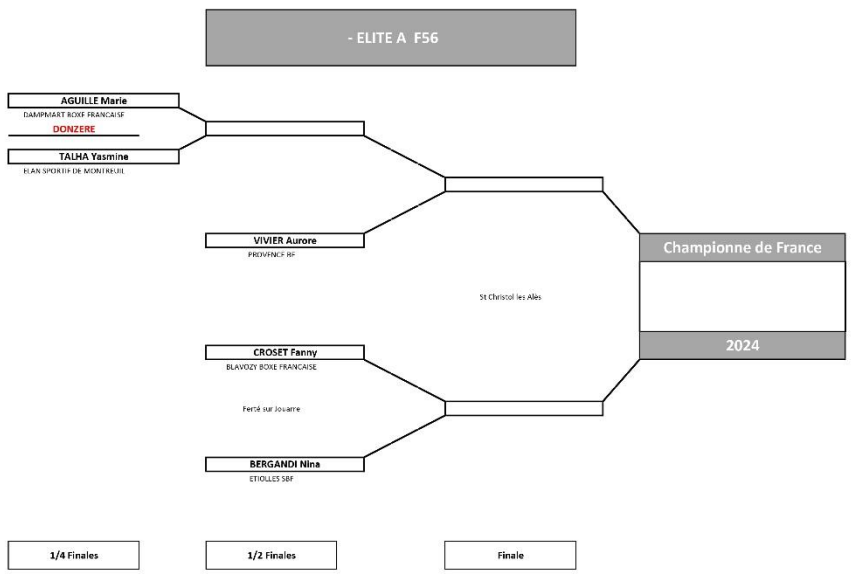 - ELITE A F56
AGUILLE Marie
DAMPMART BOXE FRANCAISE
DONZERE
TALHA Yasmine
ELAN SPORTIF DE MONTREUIL
VIVIER Aurore
PROVENCE BF
Championne de France
St Christol les Alès
2024
CROSET Fanny
BLAVOZY BOXE FRANCAISE
Ferté sur Jouarre
BERGANDI Nina
ETIOLLES SBF
1/4 Finales
1/2 Finales
Finale